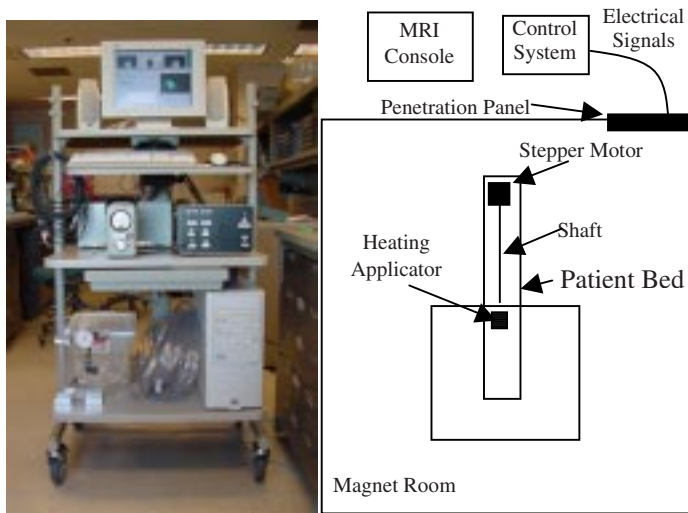 MRI
Console
Control
System
Electrical
Signals
Penetration Panel
Stepper Motor
Heating
Applicator
Shaft
Patient Bed
Magnet Room